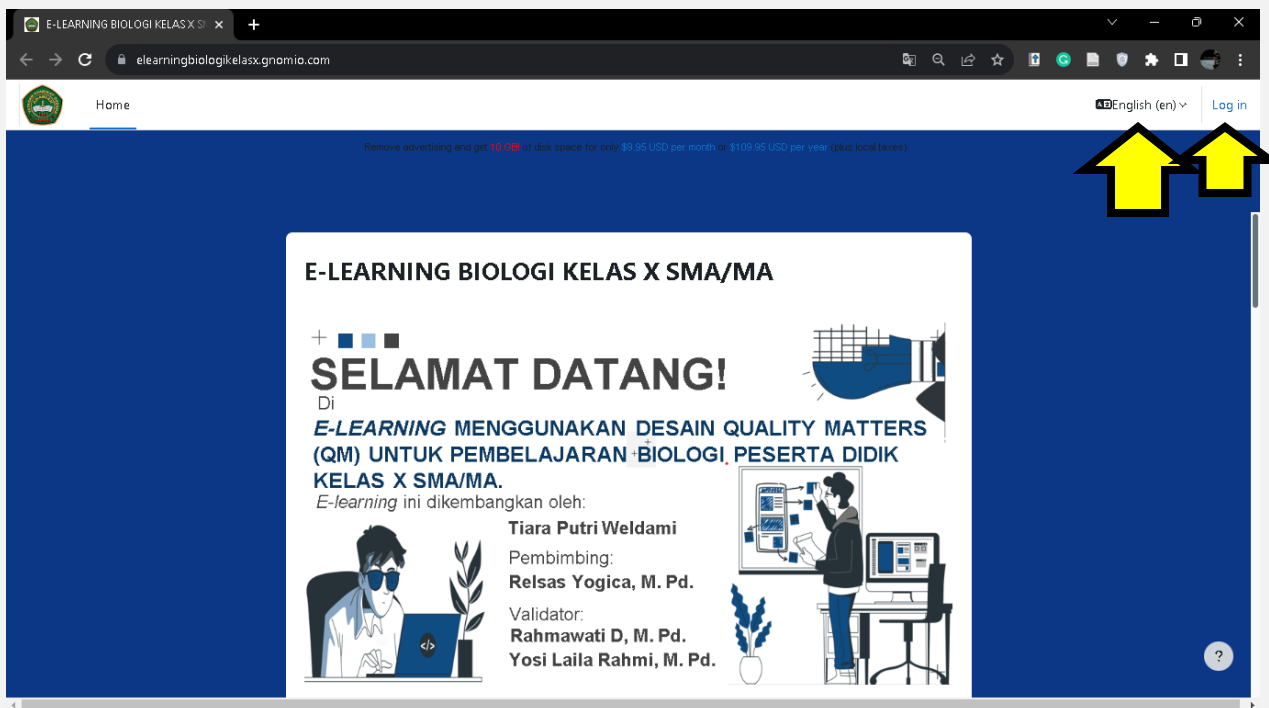 E-LEARNING BIOLOGI KELAS X S
elearningbiologikelasx.gnomio.com
Home
English (en)
Log in
Remove advertising and get 10 GB! of disk space for only $9.95 USD per month or $109.95 USD per year (plus local taxes)
E-LEARNING BIOLOGI KELAS X SMA/MA
SELAMAT DATANG!
Di
E-LEARNING MENGGUNAKAN DESAIN QUALITY MATTERS
(QM) UNTUK PEMBELAJARAN BIOLOGI PESERTA DIDIK
KELAS X SMA/MA.
E-learning ini dikembangkan oleh:
Tiara Putri Weldami
Pembimbing:
Relsas Yogica, M. Pd.
Validator:
Rahmawati D, M. Pd.
Yosi Laila Rahmi, M. Pd.
</>
?